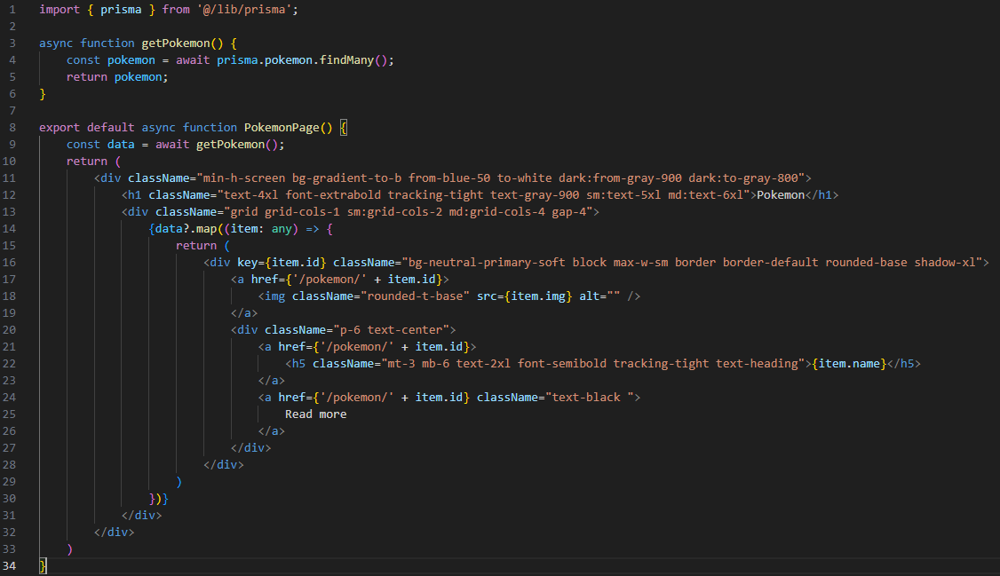 1 import { prisma } from '@/lib/prisma';
2
3 async function getPokemon() {
4     const pokemon = await prisma.pokemon.findMany();
5     return pokemon;
6 }
7
8 export default async function PokemonPage() {
9     const data = await getPokemon();
10     return (
11         <div className="min-h-screen bg-gradient-to-b from-blue-50 to-white dark:from-gray-900 dark:to-gray-800">
12             <h1 className="text-4xl font-extrabold tracking-tight text-gray-900 sm:text-5xl md:text-6xl">Pokemon</h1>
13             <div className="grid grid-cols-1 sm:grid-cols-2 md:grid-cols-4 gap-4">
14                 {data?.map((item: any) => {
15                     return (
16                         <div key={item.id} className="bg-neutral-primary-soft block max-w-sm border border-default rounded-base shadow-xl">
17                             <a href={'/pokemon/' + item.id}>
18                                 <img className="rounded-t-base" src={item.img} alt="" />
19                             </a>
20                             <div className="p-6 text-center">
21                                 <a href={'/pokemon/' + item.id}>
22                                     <h5 className="mt-3 mb-6 text-2xl font-semibold tracking-tight text-heading">{item.name}</h5>
23                                 </a>
24                                 <a href={'/pokemon/' + item.id} className="text-black ">
25                                     Read more
26                                 </a>
27                             </div>
28                         </div>
29                     )
30                 })}
31             </div>
32         </div>
33     )
34 }